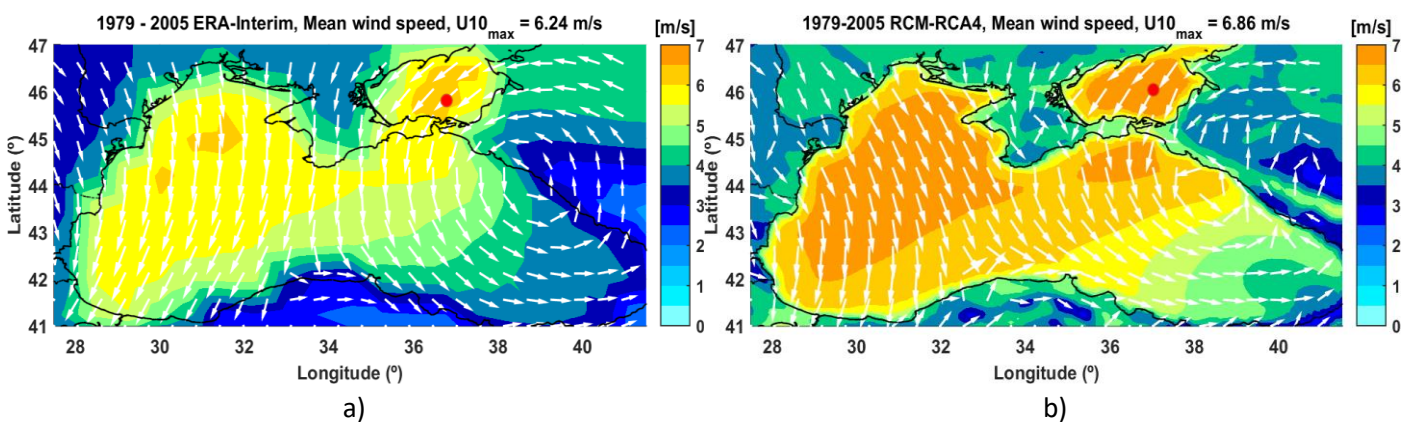 1979 - 2005 ERA-Interim, Mean wind speed, U10max = 6.24 m/s
[m/s]
47
46
45
44
43
42
41
Latitude (º)
28 30 32 34 36 38 40
Longitude (º)
7
6
5
4
3
2
1
0
a)
1979-2005 RCM-RCA4, Mean wind speed, U10max = 6.86 m/s
[m/s]
47
46
45
44
43
42
41
Latitude (º)
28 30 32 34 36 38 40
Longitude (º)
7
6
5
4
3
2
1
0
b)